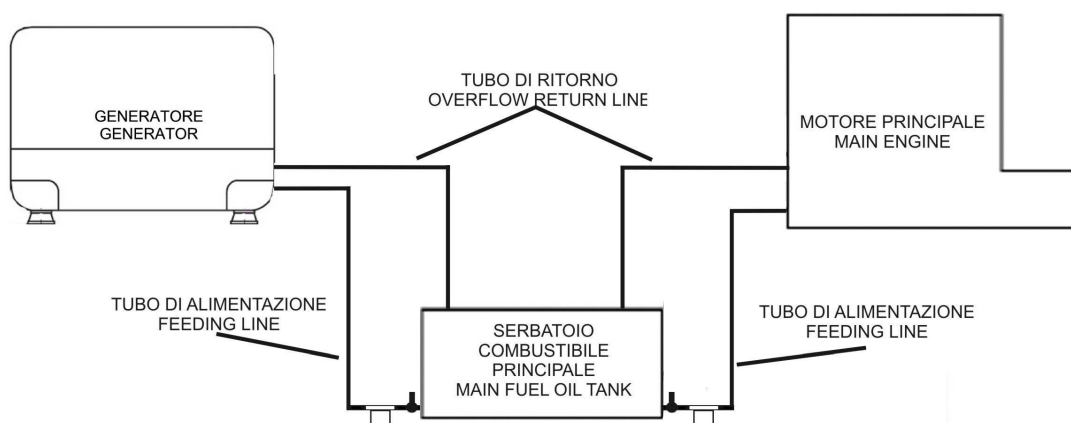 TUBO DI RITORNO
OVERFLOW RETURN LINE
GENERATORE
GENERATOR
MOTORE PRINCIPALE
MAIN ENGINE
TUBO DI ALIMENTAZIONE
FEEDING LINE
SERBATOIO
COMBUSTIBILE
PRINCIPALE
MAIN FUEL OIL TANK
TUBO DI ALIMENTAZIONE
FEEDING LINE